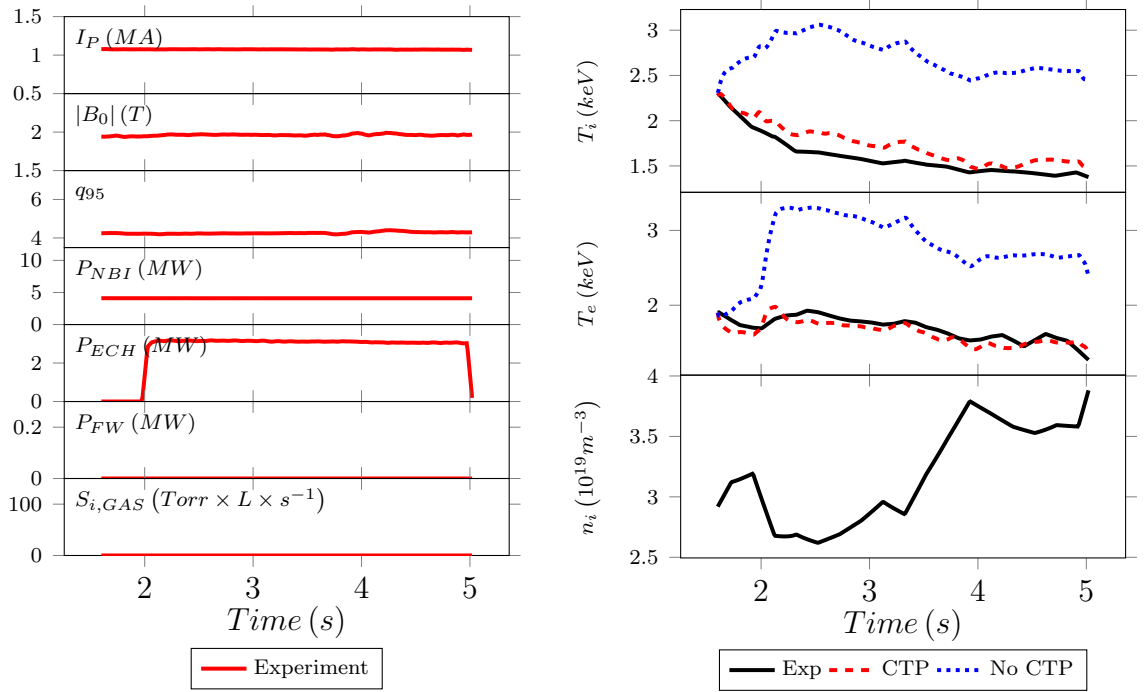 1.5
I_P (MA)
1
0.5
|B_0| (T)
2
1.5
q_95
6
4
P_NBI (MW)
10
5
0
P_ECH (MW)
2
0
P_FW (MW)
0.2
0
S_i,GAS (Torr × L × s^−1)
100
0
2 3 4 5
Time (s)
Experiment
3
2.5
2
1.5
T_i (keV)
3
2
T_e (keV)
4
3.5
3
2.5
n_i (10^19 m^−3)
2 3 4 5
Time (s)
Exp CTP No CTP